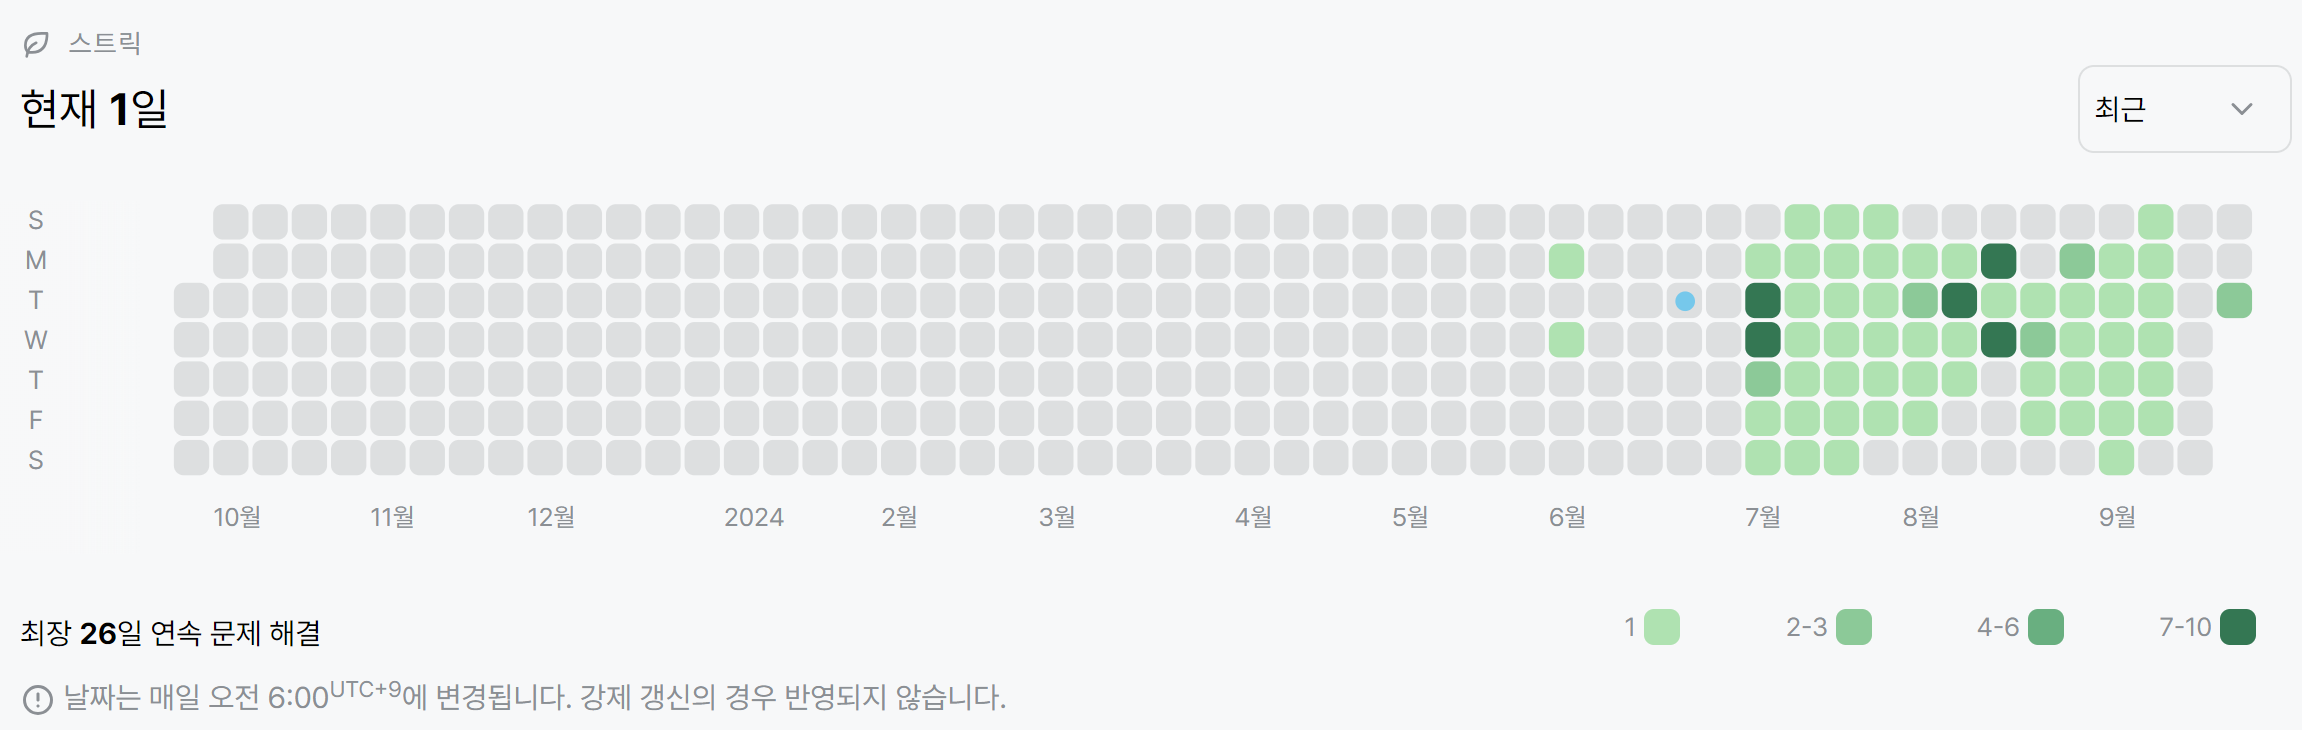 스트릭
현재 1일
최근
S
M
T
W
T
F
S
10월 11월 12월 2024 2월 3월 4월 5월 6월 7월 8월 9월
최장 26일 연속 문제 해결
1 2-3 4-6 7-10
날짜는 매일 오전 6:00UTC+9에 변경됩니다. 강제 갱신의 경우 반영되지 않습니다.